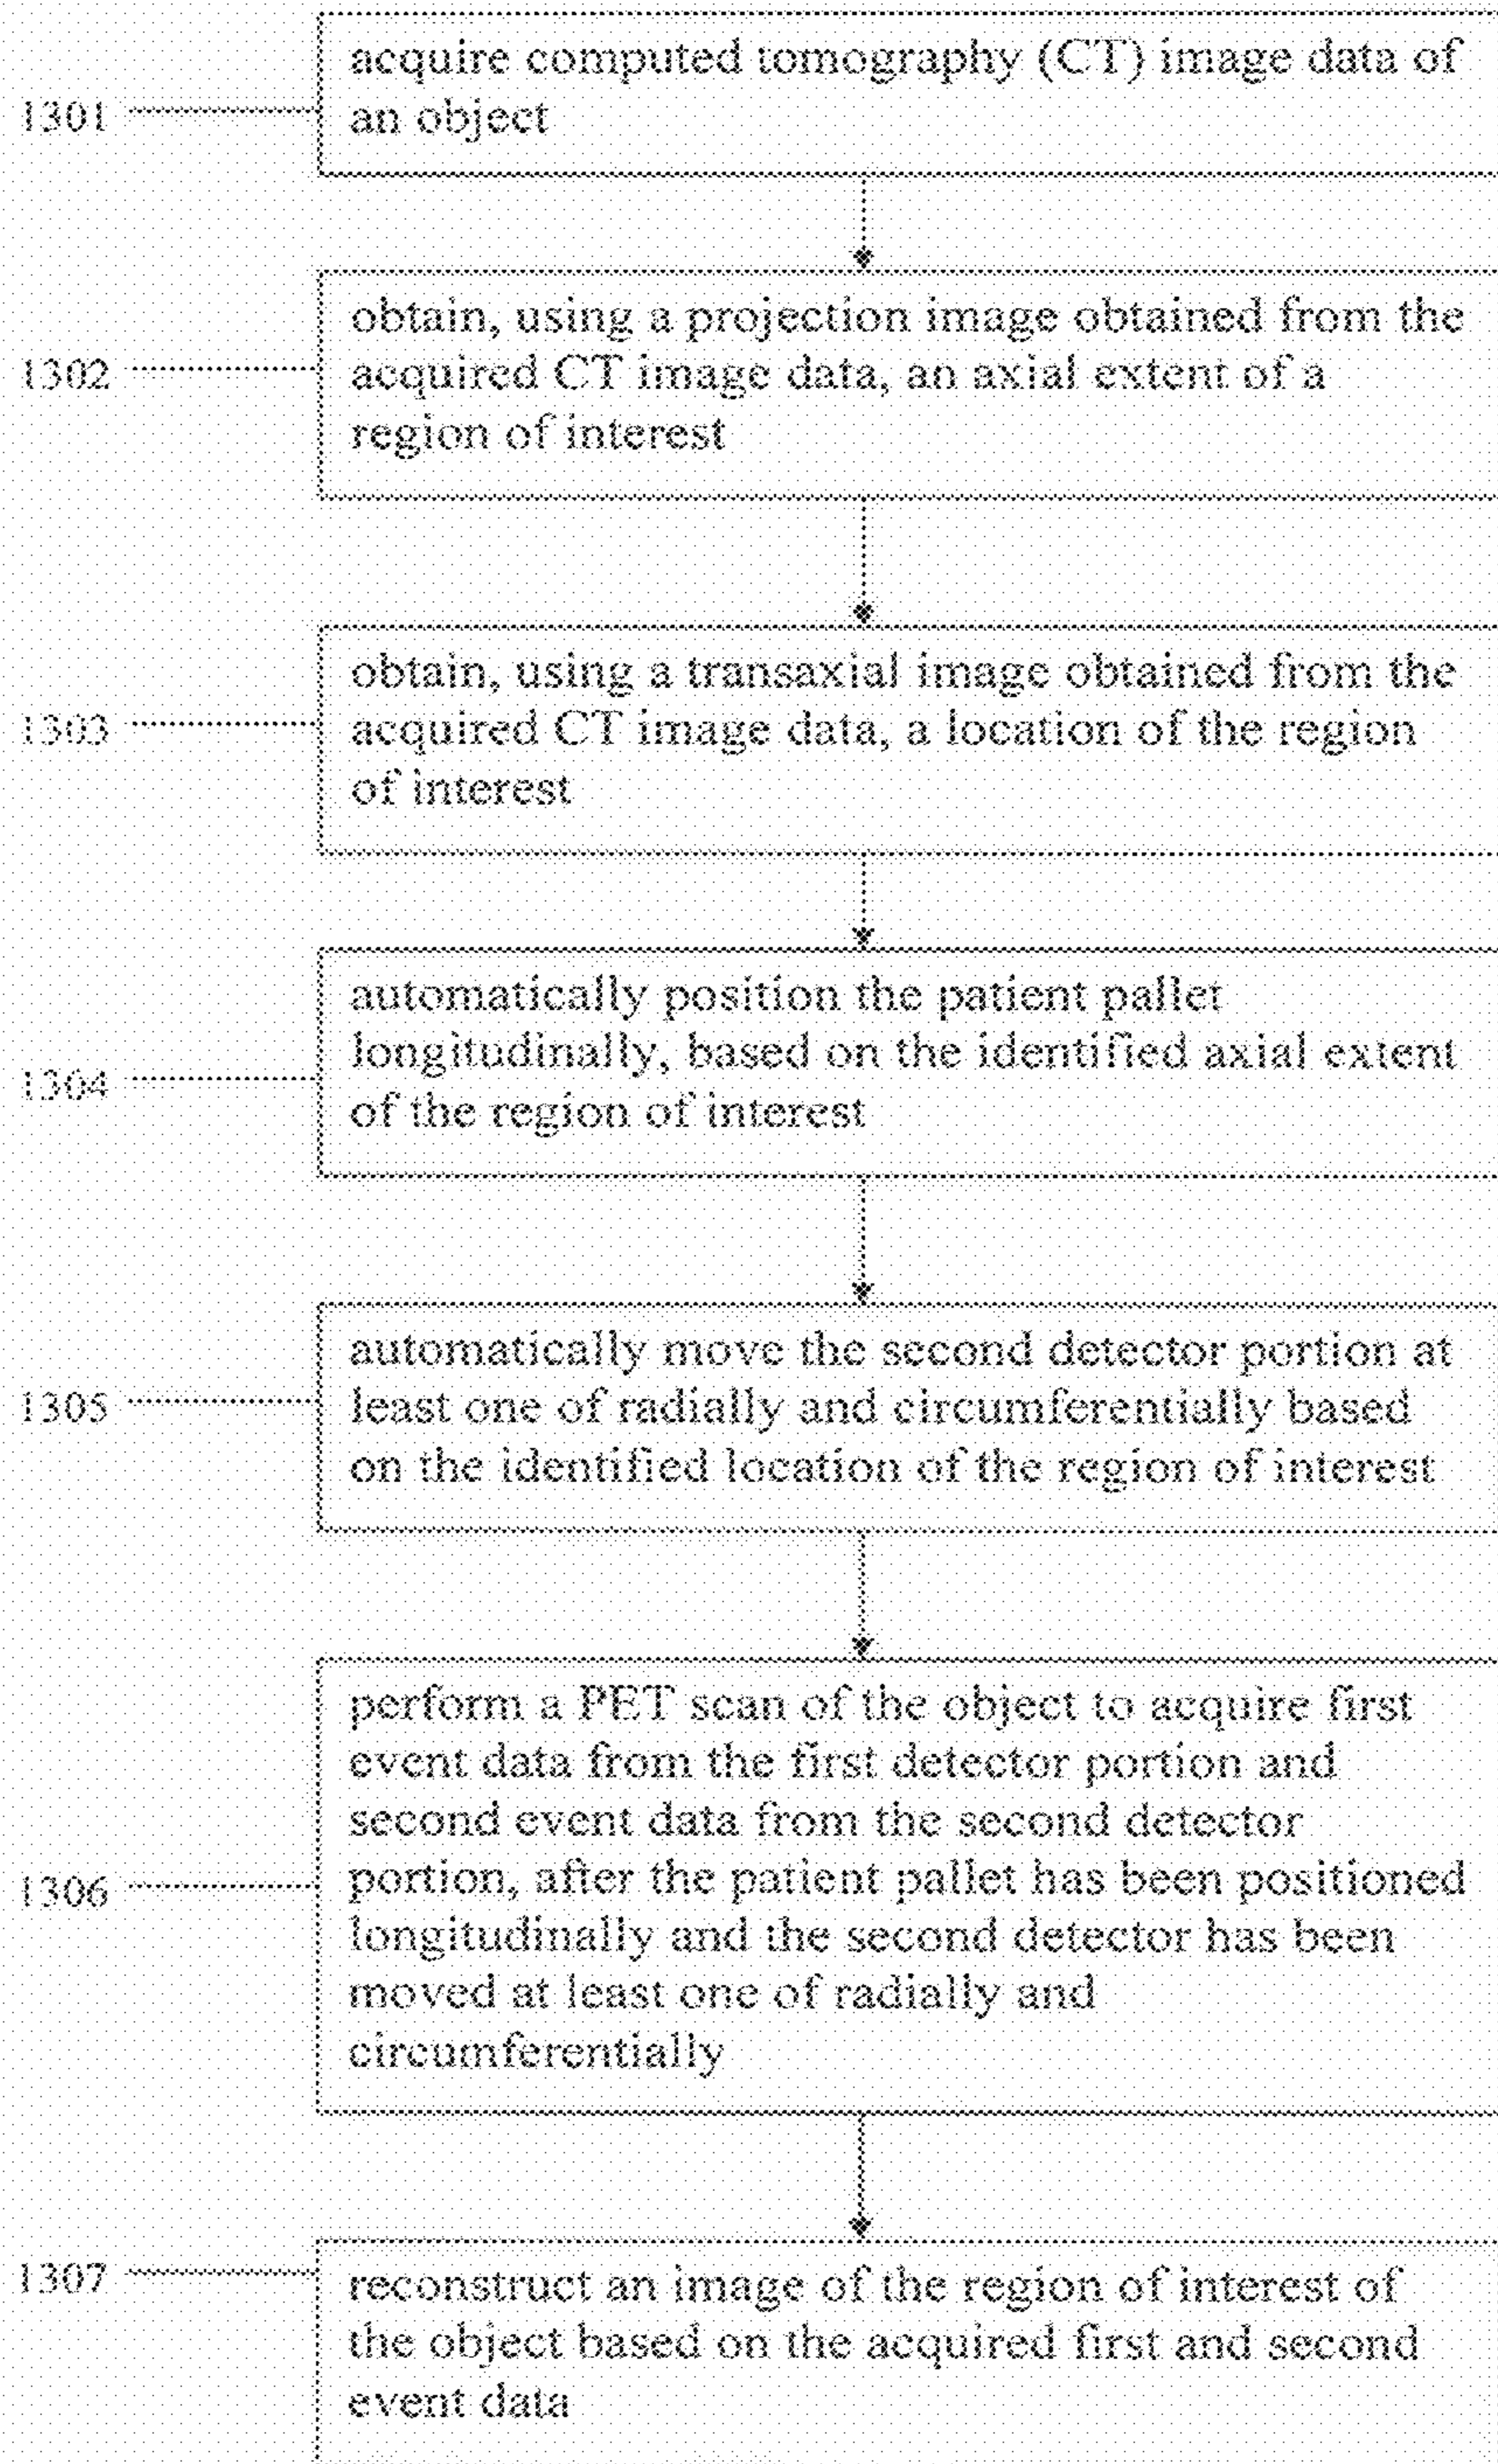 acquire computed tomography (CT) image data of
1301
an object
obtain, using a projection image obtained from the
1302
acquired CT image data, an axial extent of a
region of interest
obtain, using a transaxial image obtained from the
1303
acquired CT image data, a location of the region
of interest
automatically position the patient pallet
longitudinally, based on the identified axial extent
1304
of the region of interest
automatically move the second detector portion at
1305
least one of radially and circumferentially based
on the identified location of the region of interest
perform a PET scan of the object to acquire first
event data from the first detector portion and
second event data from the second detector
1306
portion, after the patient pallet has been positioned
longitudinally and the second detector has been
moved at least one of radially and
circumferentially
1307
reconstruct an image of the region of interest of
the object based on the acquired first and second
event data